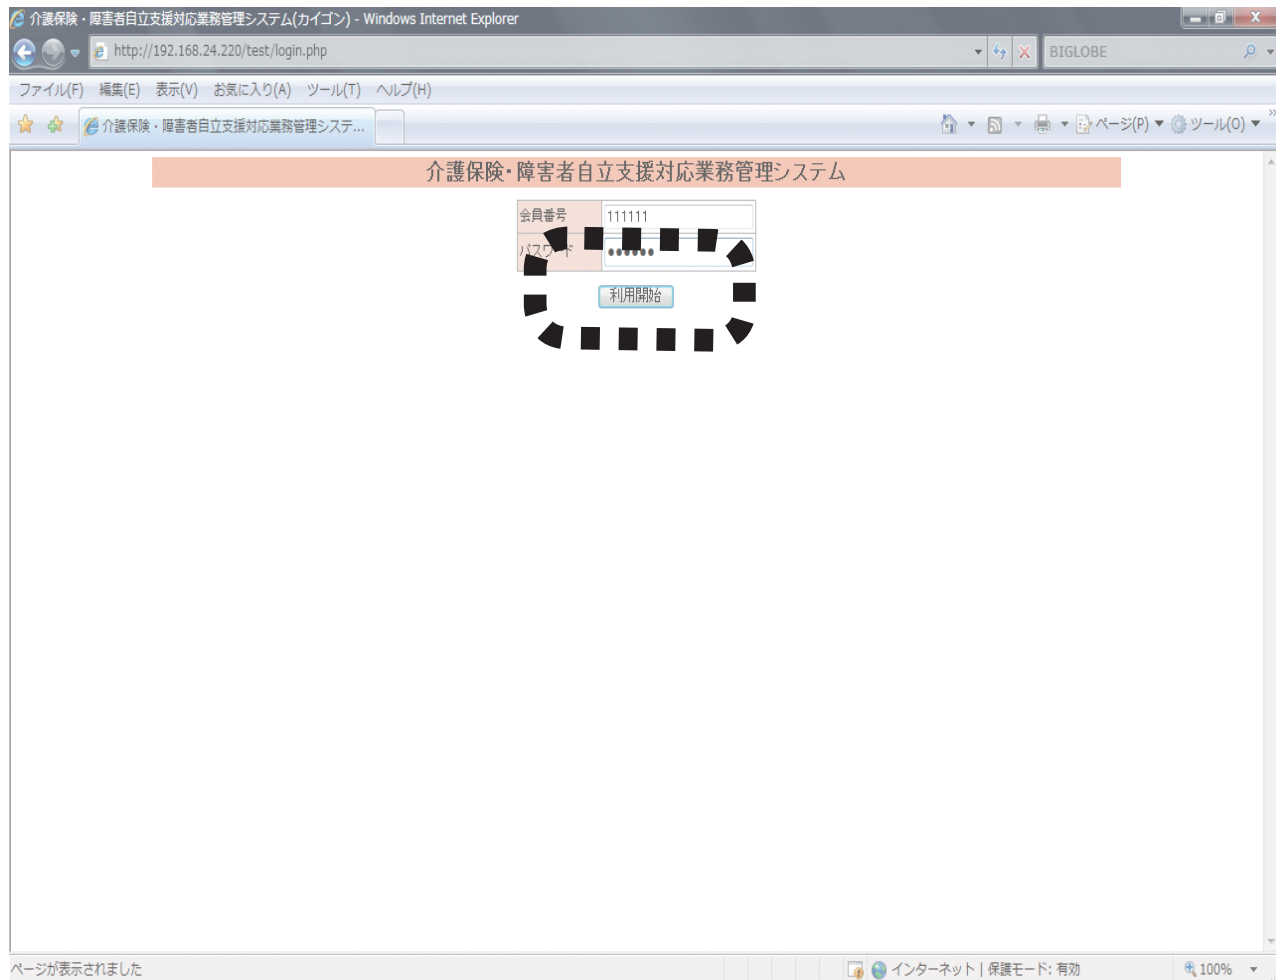 介護保険・障害者自立支援対応業務管理システム(カイゴン) - Windows Internet Explorer
http://192.168.24.220/test/login.php
BIGLOBE
ファイル(F) 編集(E) 表示(V) お気に入り(A) ツール(T) ヘルプ(H)
介護保険・障害者自立支援対応業務管理システ...
ページ(P) ツール(O)
介護保険・障害者自立支援対応業務管理システム
会員番号 111111
パスワード ●●●●●●
利用開始
ページが表示されました
インターネット | 保護モード: 有効
100%